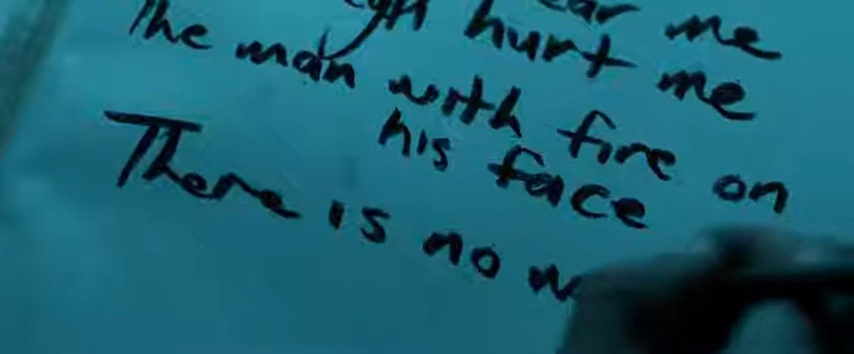 me
hurt me
The man with fire on
his face
There is no